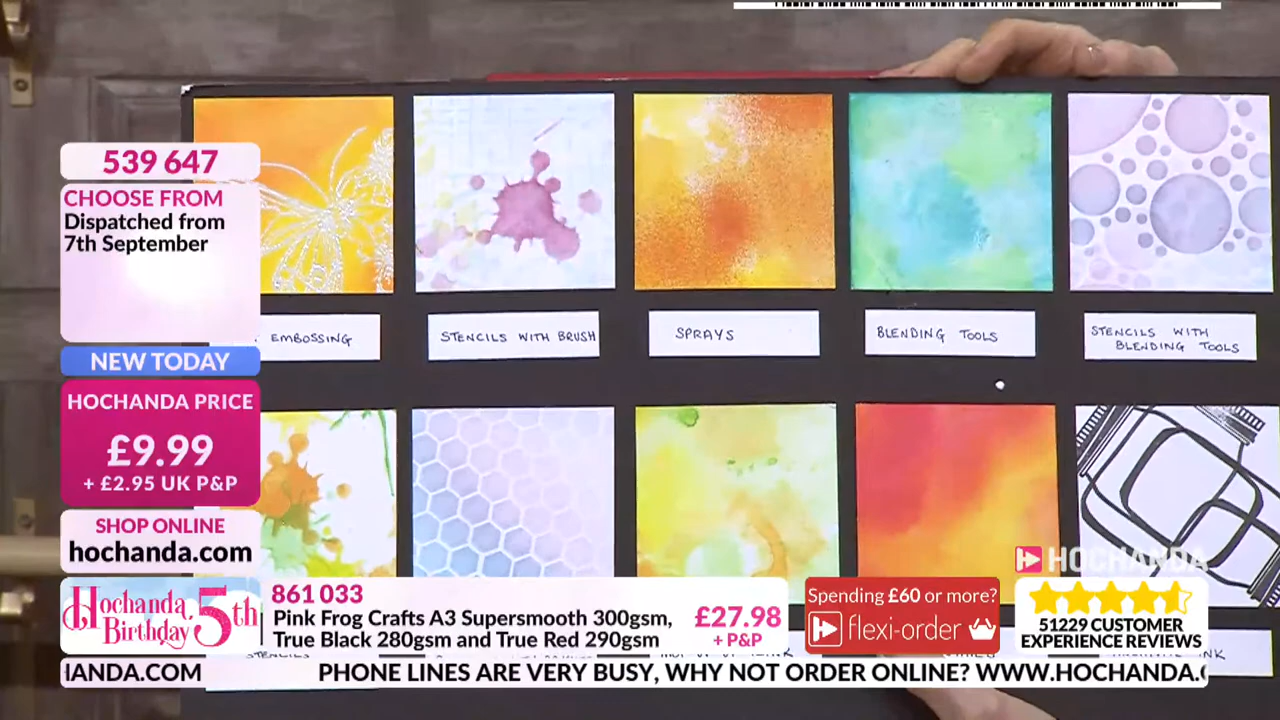 539 647
CHOOSE FROM
Dispatched from
7th September
NEW TODAY
HOCHANDA PRICE
£9.99
+ £2.95 UK P&P
SHOP ONLINE
hochanda.com
EMBOSSING
STENCILS WITH BRUSH
SPRAYS
BLENDING TOOLS
STENCILS WITH
BLENDING TOOLS
HOCHANDA
Hochanda
Birthday
5th
861 033
Pink Frog Crafts A3 Supersmooth 300gsm,
True Black 280gsm and True Red 290gsm
£27.98
+ P&P
Spending £60 or more?
flexi-order
51229 CUSTOMER
EXPERIENCE REVIEWS
STENCILS
HANDA.COM
PHONE LINES ARE VERY BUSY, WHY NOT ORDER ONLINE? WWW.HOCHANDA.